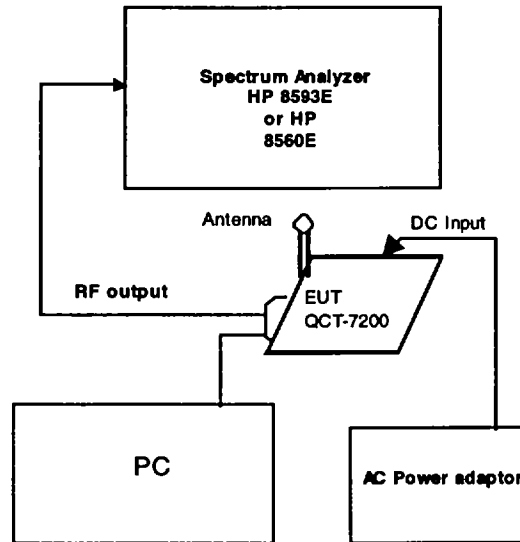 Spectrum Analyzer
HP 8593E
or HP
8560E
Antenna
DC Input
RF output
EUT
QCT-7200
PC
AC Power adaptor